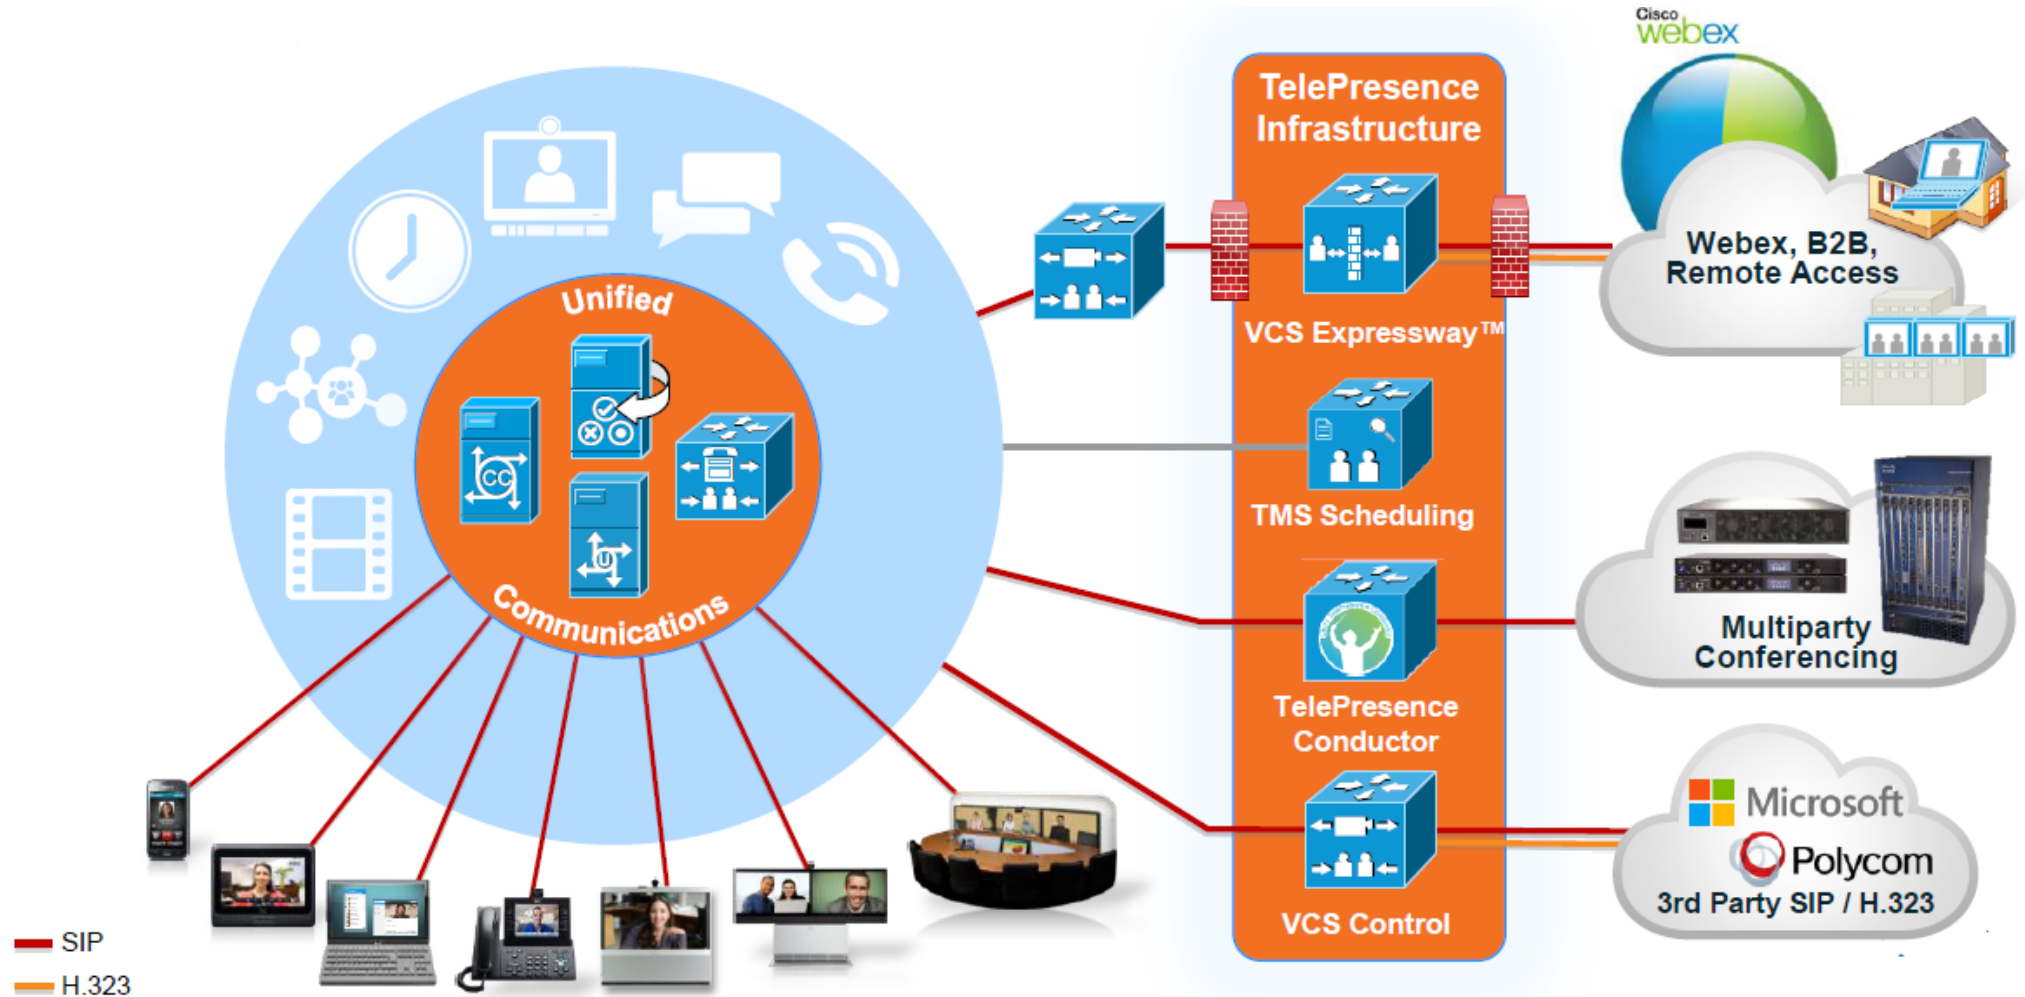 Cisco
webex
TelePresence
Infrastructure
Webex, B2B,
Remote Access
VCS Expressway™
Unified
CC
U
Communications
TMS Scheduling
Multiparty
Conferencing
TelePresence
Conductor
Microsoft
Polycom
3rd Party SIP / H.323
VCS Control
SIP
H.323